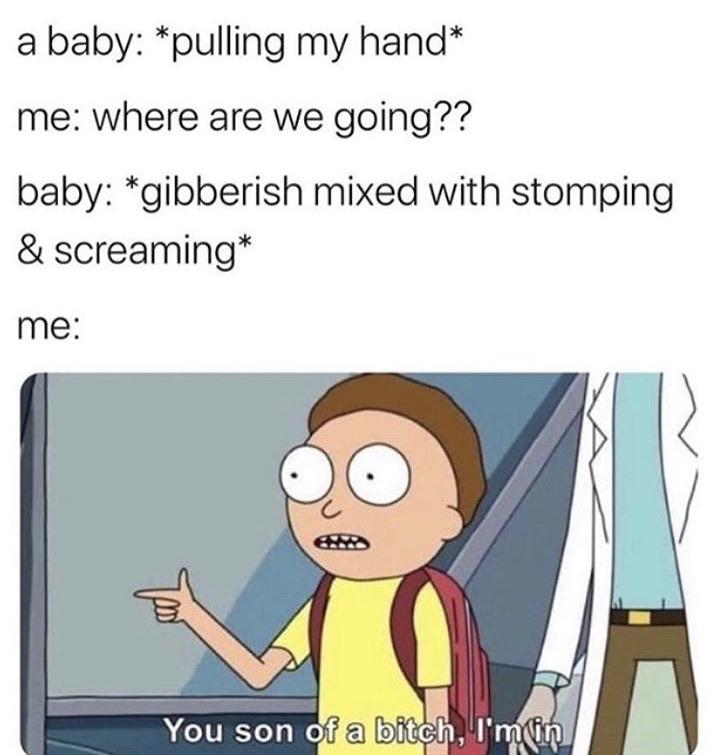 a baby: *pulling my hand*
me: where are we going??
baby: *gibberish mixed with stomping
& screaming*
me:
You son of a bitch, I'm in